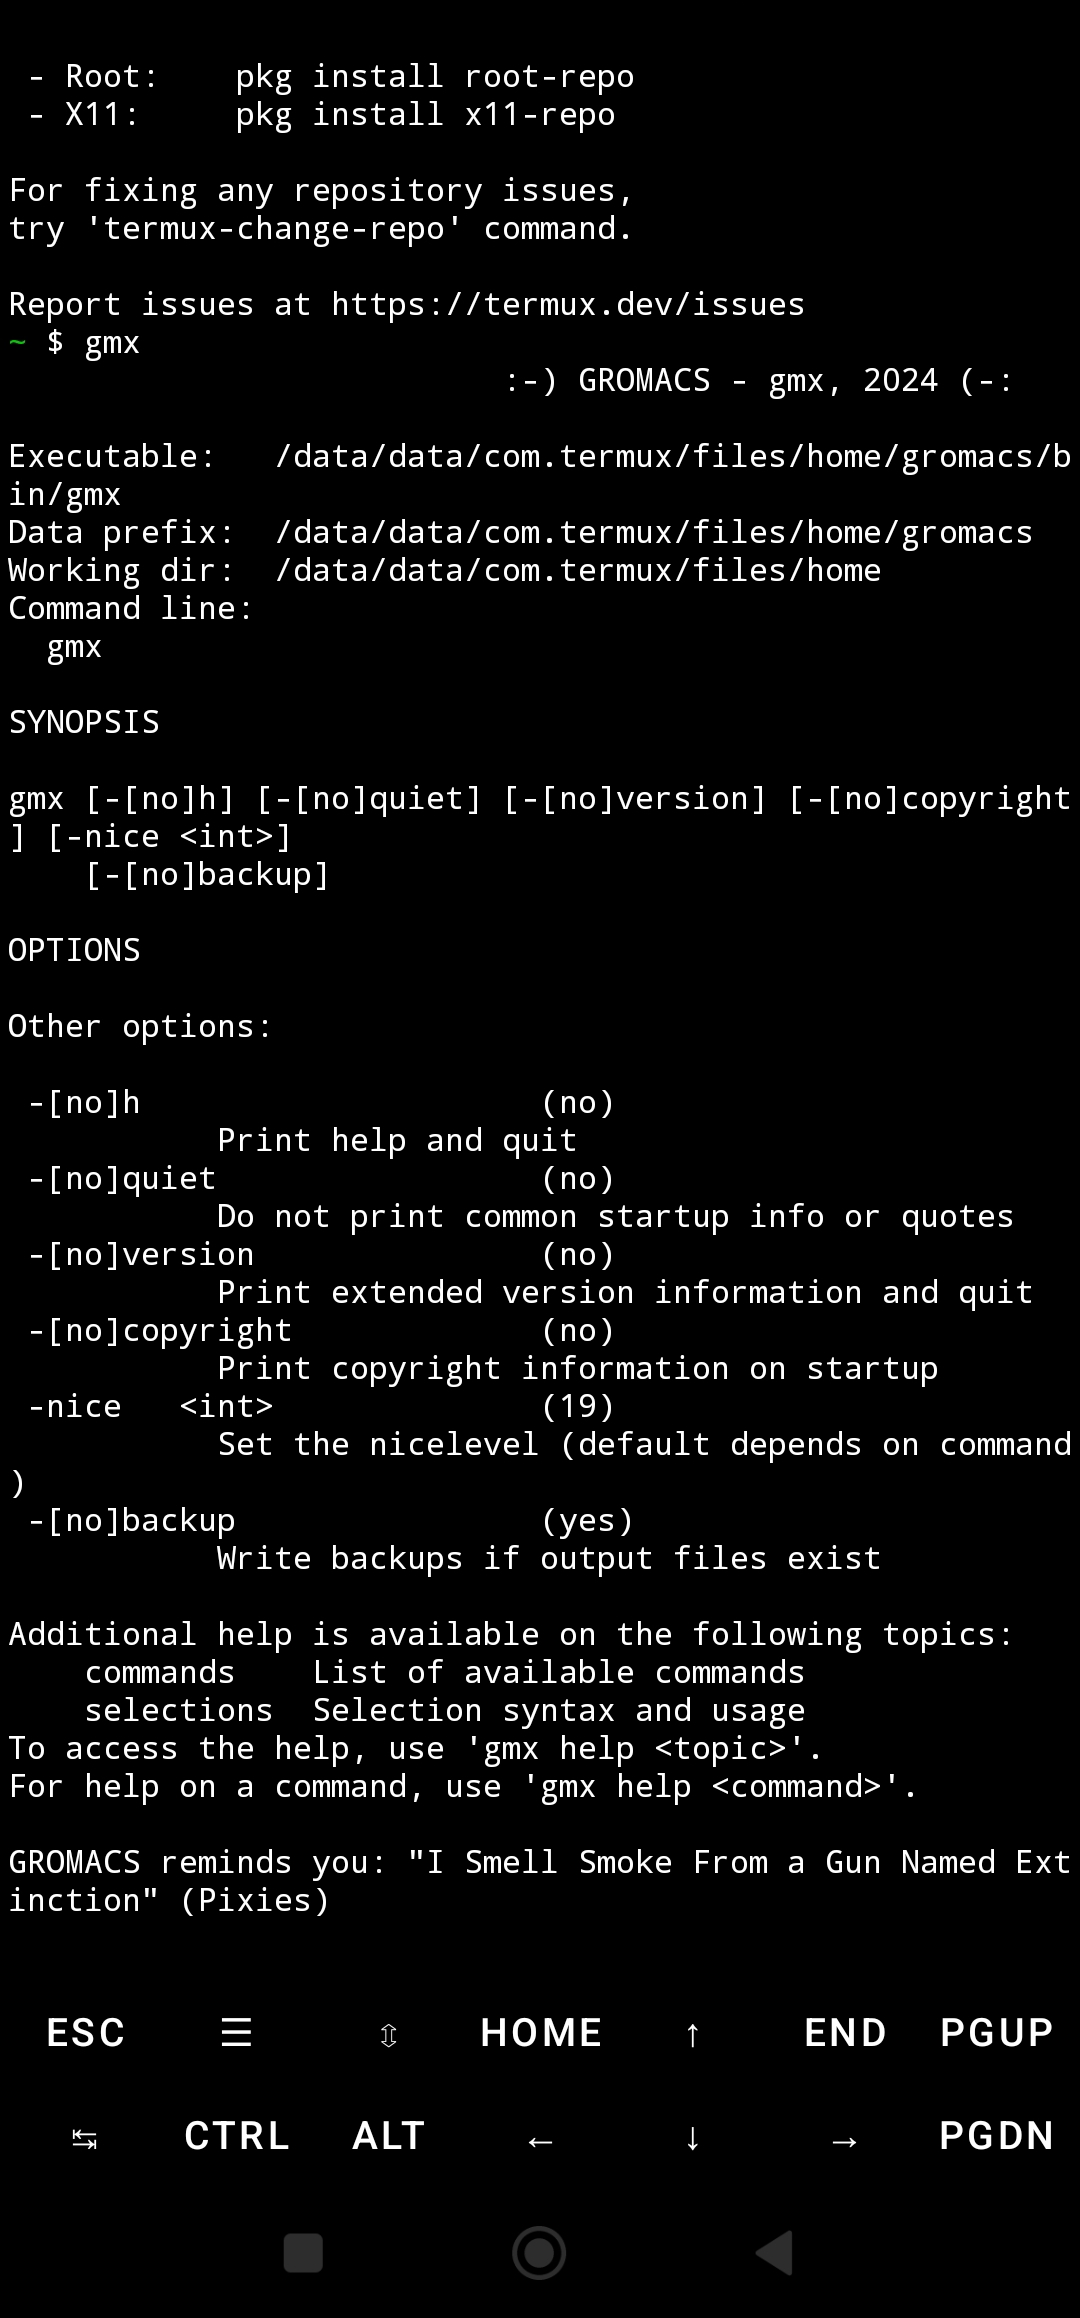 - Root:    pkg install root-repo
- X11:     pkg install x11-repo
For fixing any repository issues,
try 'termux-change-repo' command.
Report issues at https://termux.dev/issues
~ $ gmx
:-) GROMACS - gmx, 2024 (-:
Executable:   /data/data/com.termux/files/home/gromacs/b
in/gmx
Data prefix:  /data/data/com.termux/files/home/gromacs
Working dir:  /data/data/com.termux/files/home
Command line:
gmx
SYNOPSIS
gmx [-[no]h] [-[no]quiet] [-[no]version] [-[no]copyright
] [-nice <int>]
[-[no]backup]
OPTIONS
Other options:
-[no]h                     (no)
Print help and quit
-[no]quiet                 (no)
Do not print common startup info or quotes
-[no]version               (no)
Print extended version information and quit
-[no]copyright             (no)
Print copyright information on startup
-nice   <int>              (19)
Set the nicelevel (default depends on command
)
-[no]backup                (yes)
Write backups if output files exist
Additional help is available on the following topics:
commands    List of available commands
selections  Selection syntax and usage
To access the help, use 'gmx help <topic>'.
For help on a command, use 'gmx help <command>'.
GROMACS reminds you: "I Smell Smoke From a Gun Named Ext
inction" (Pixies)
ESC ☰ ⇳ HOME ↑ END PGUP
↹ CTRL ALT ← ↓ → PGDN